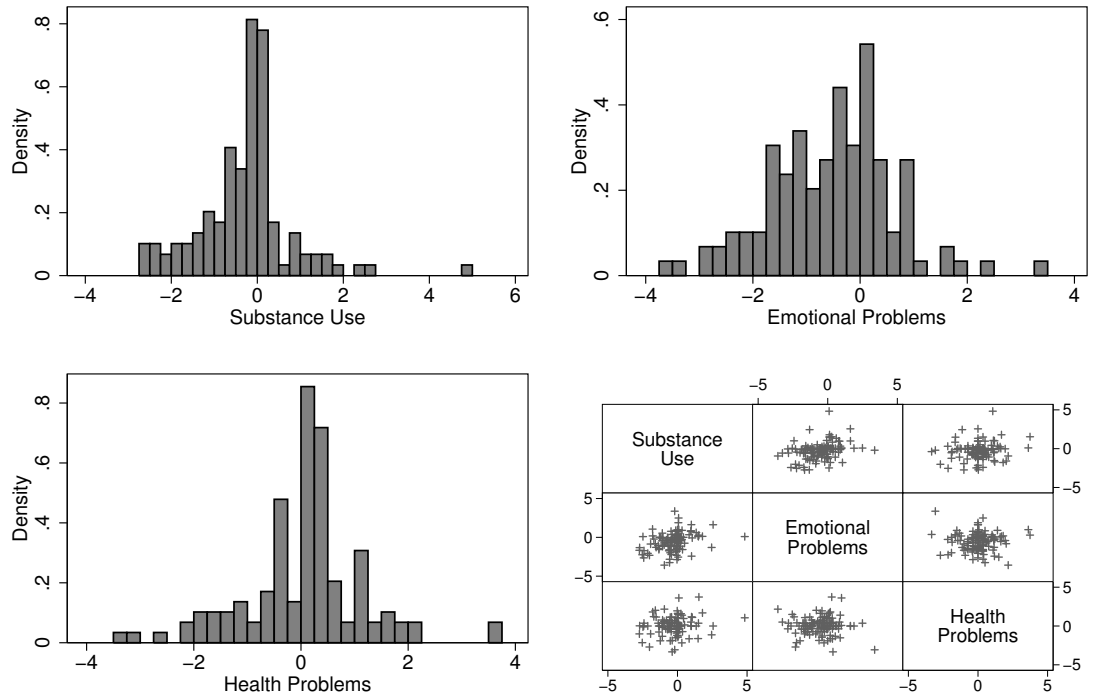 .8
.6
.4
.2
0
Density
−4 −2 0 2 4 6
Substance Use
.6
.4
.2
0
Density
−4 −2 0 2 4
Emotional Problems
.8
.6
.4
.2
0
Density
−4 −2 0 2 4
Health Problems
−5 0 5
Substance
Use
5
0
−5
5
0
−5
Emotional
Problems
Health
Problems
5
0
−5
−5 0 5
−5 0 5